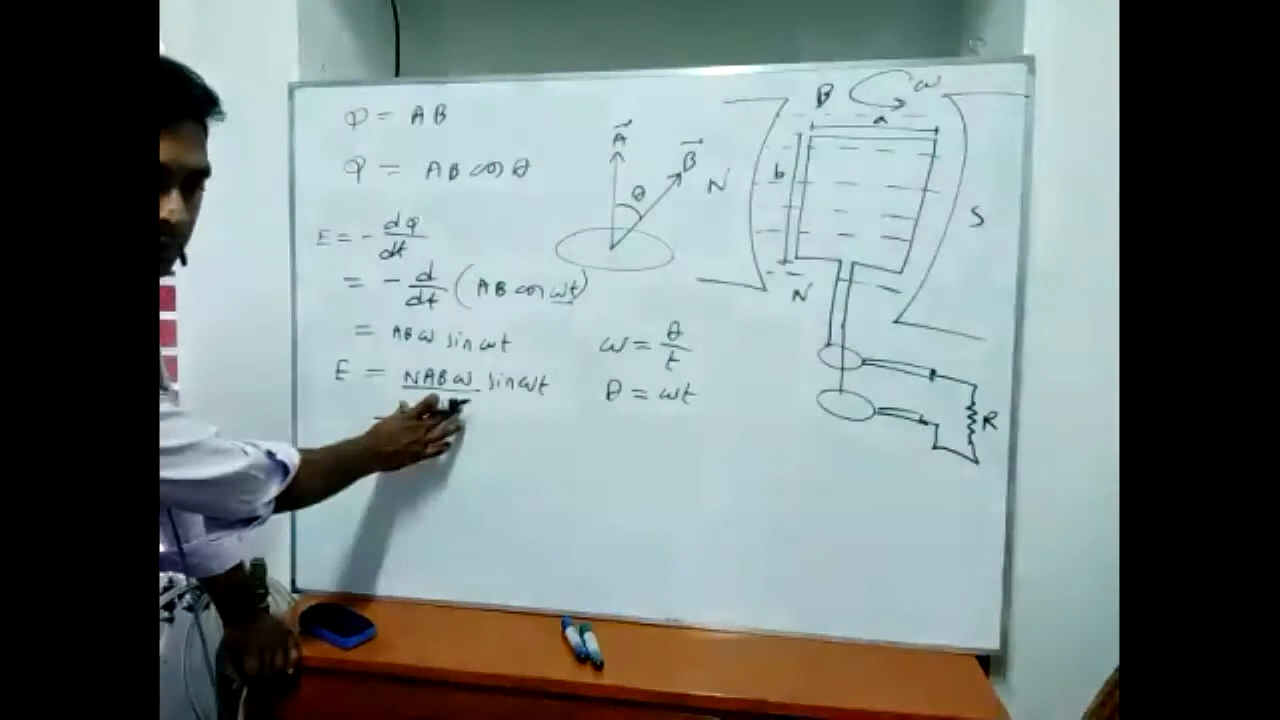 φ = AB
φ = AB cos θ
E = - dφ/dt
= - d/dt (AB cos ωt)
= ABω sin ωt
E = NABω sin ωt
A⃗
B⃗
θ
ω = θ/t
θ = ωt
B
ω
a
b
N
S
N
R